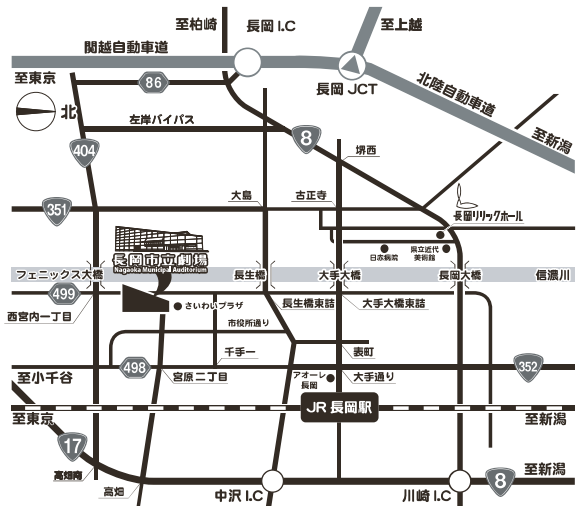 至柏崎
長岡 I.C
至上越
関越自動車道
至東京
86
長岡 JCT
北陸自動車道
北
左岸バイパス
8
至新潟
404
堺西
大島
古正寺
351
長岡リリックホール
長岡市立劇場
Nagaoka Municipal Auditorium
日赤病院
県立近代
美術館
フェニックス大橋
長生橋
大手大橋
長岡大橋
信濃川
499
さいわいプラザ
長生橋東詰
大手大橋東詰
西宮内一丁目
市役所通り
千手一
表町
498
352
至小千谷
宮原二丁目
アオーレ
長岡
大手通り
JR 長岡駅
至東京
至新潟
17
高畑南
至新潟
高畑
中沢 I.C
川崎 I.C
8